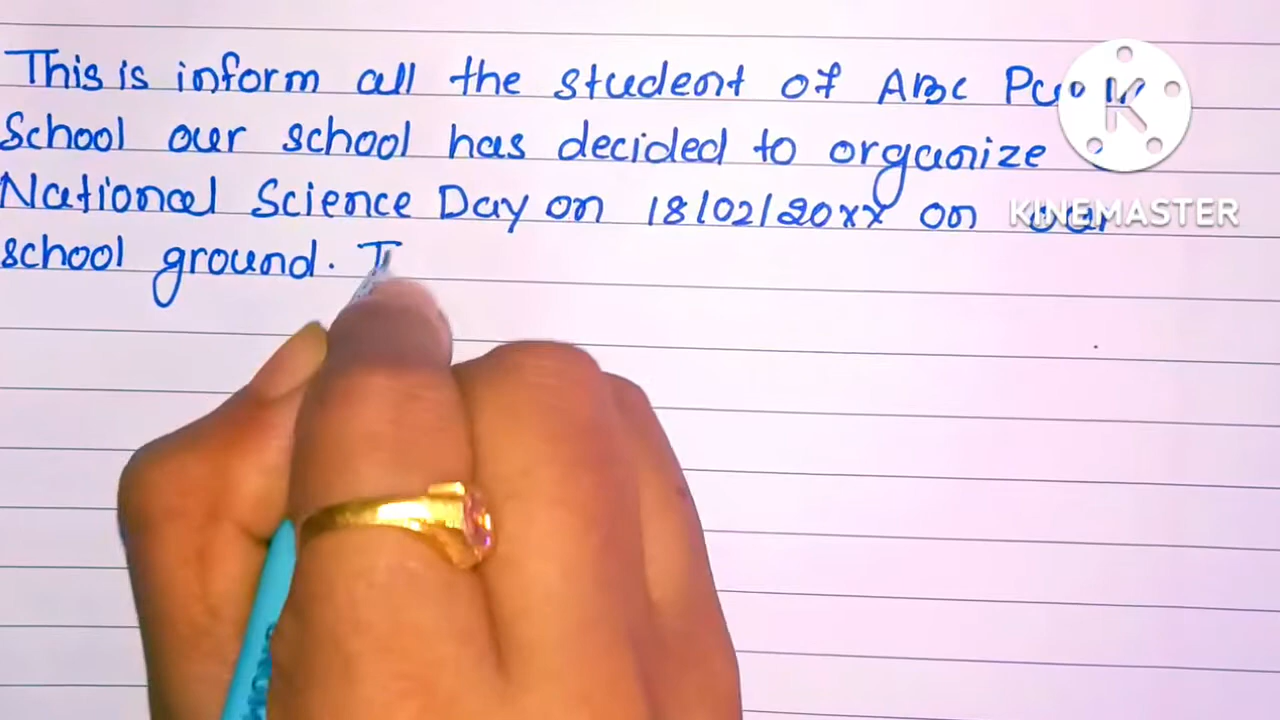 This is inform all the student of ABC
School our school has decided to organize
National Science Day on 18/02/20xx on our
school ground. T
KINEMASTER